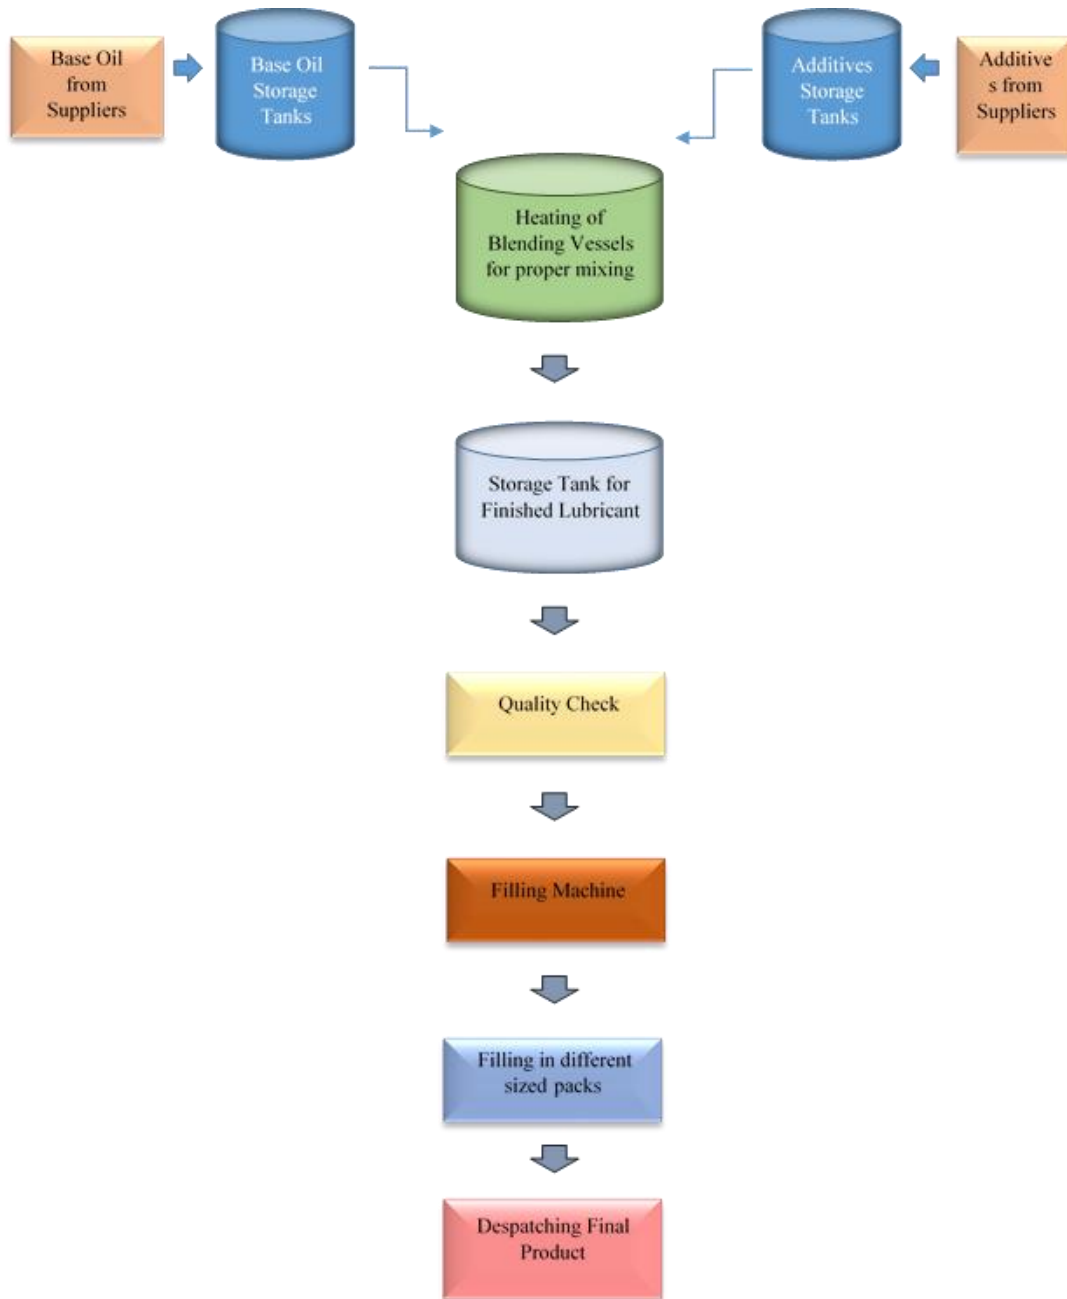 Base Oil
from
Suppliers
Base Oil
Storage
Tanks
Additives
Storage
Tanks
Additive
s from
Suppliers
Heating of
Blending Vessels
for proper mixing
Storage Tank for
Finished Lubricant
Quality Check
Filling Machine
Filling in different
sized packs
Despatching Final
Product